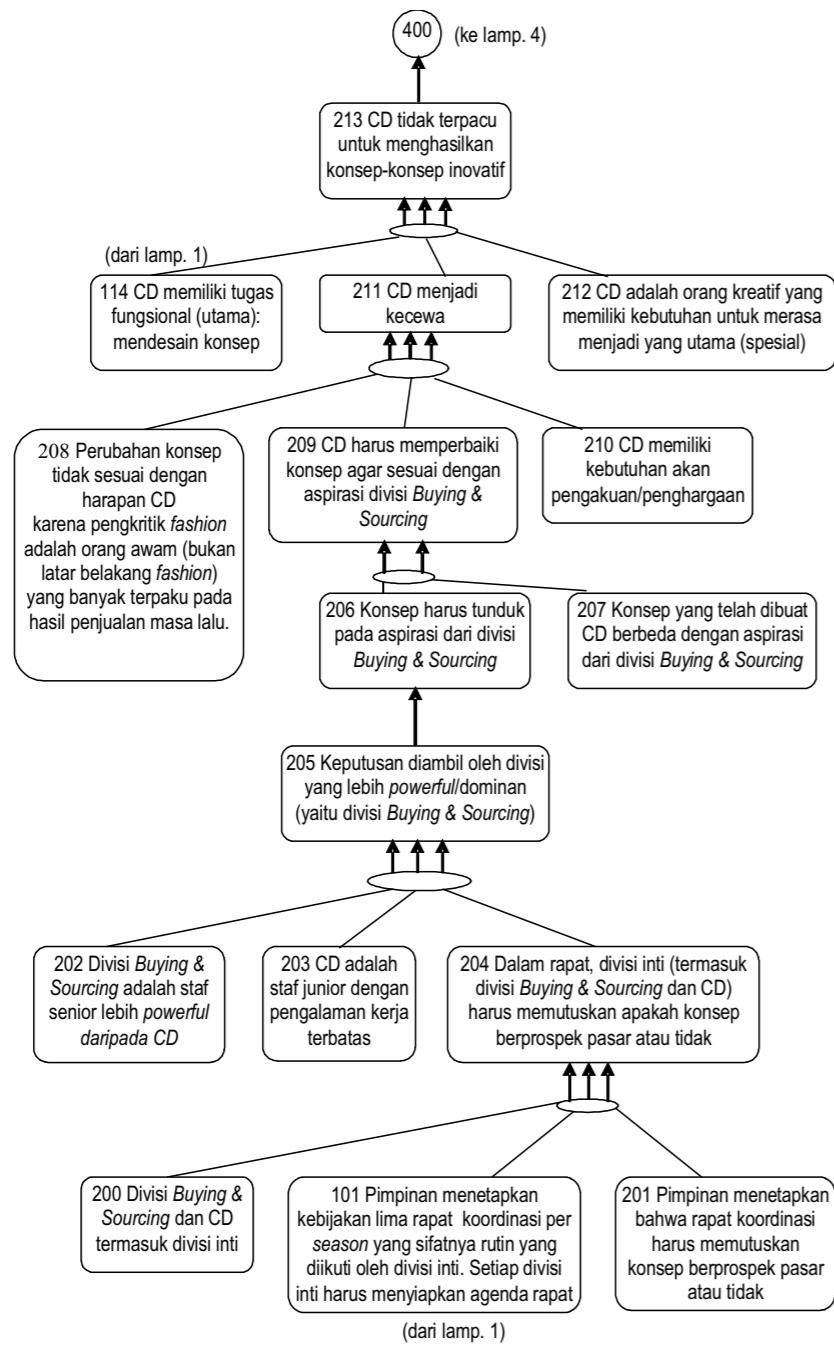 400
(ke lamp. 4)
213 CD tidak terpacu
untuk menghasilkan
konsep-konsep inovatif
(dari lamp. 1)
114 CD memiliki tugas
fungsional (utama):
mendesain konsep
211 CD menjadi
kecewa
212 CD adalah orang kreatif yang
memiliki kebutuhan untuk merasa
menjadi yang utama (spesial)
208 Perubahan konsep
tidak sesuai dengan
harapan CD
karena pengkritik fashion
adalah orang awam (bukan
latar belakang fashion)
yang banyak terpaku pada
hasil penjualan masa lalu.
209 CD harus memperbaiki
konsep agar sesuai dengan
aspirasi divisi Buying &
Sourcing
210 CD memiliki
kebutuhan akan
pengakuan/penghargaan
206 Konsep harus tunduk
pada aspirasi dari divisi
Buying & Sourcing
207 Konsep yang telah dibuat
CD berbeda dengan aspirasi
dari divisi Buying & Sourcing
205 Keputusan diambil oleh divisi
yang lebih powerful/dominan
(yaitu divisi Buying & Sourcing)
202 Divisi Buying &
Sourcing adalah staf
senior lebih powerful
daripada CD
203 CD adalah
staf junior dengan
pengalaman kerja
terbatas
204 Dalam rapat, divisi inti (termasuk
divisi Buying & Sourcing dan CD)
harus memutuskan apakah konsep
berprospek pasar atau tidak
200 Divisi Buying &
Sourcing dan CD
termasuk divisi inti
101 Pimpinan menetapkan
kebijakan lima rapat koordinasi per
season yang sifatnya rutin yang
diikuti oleh divisi inti. Setiap divisi
inti harus menyiapkan agenda rapat
(dari lamp. 1)
201 Pimpinan menetapkan
bahwa rapat koordinasi
harus memutuskan
konsep berprospek pasar
atau tidak